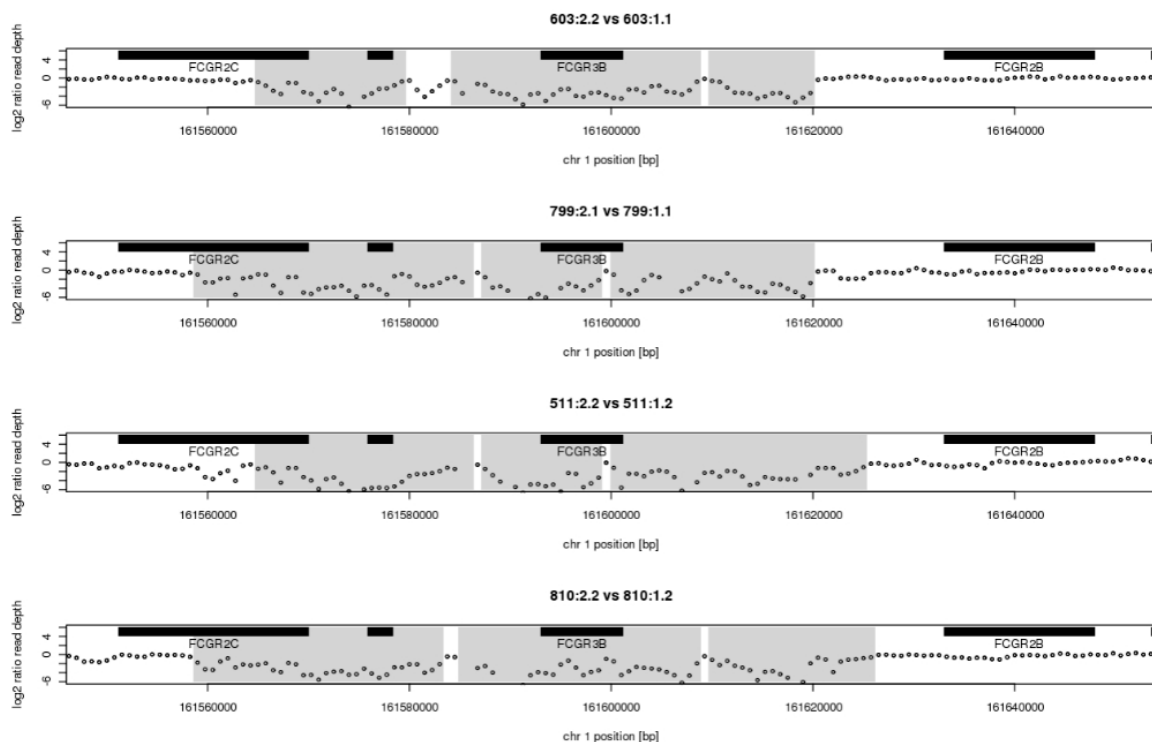 603:2.2 vs 603:1.1
log2 ratio read depth
4
0
-6
FCGR2C FCGR3B FCGR2B
161560000 161580000 161600000 161620000 161640000
chr 1 position [bp]
799:2.1 vs 799:1.1
log2 ratio read depth
4
0
-6
FCGR2C FCGR3B FCGR2B
161560000 161580000 161600000 161620000 161640000
chr 1 position [bp]
511:2.2 vs 511:1.2
log2 ratio read depth
4
0
-6
FCGR2C FCGR3B FCGR2B
161560000 161580000 161600000 161620000 161640000
chr 1 position [bp]
810:2.2 vs 810:1.2
log2 ratio read depth
4
0
-6
FCGR2C FCGR3B FCGR2B
161560000 161580000 161600000 161620000 161640000
chr 1 position [bp]